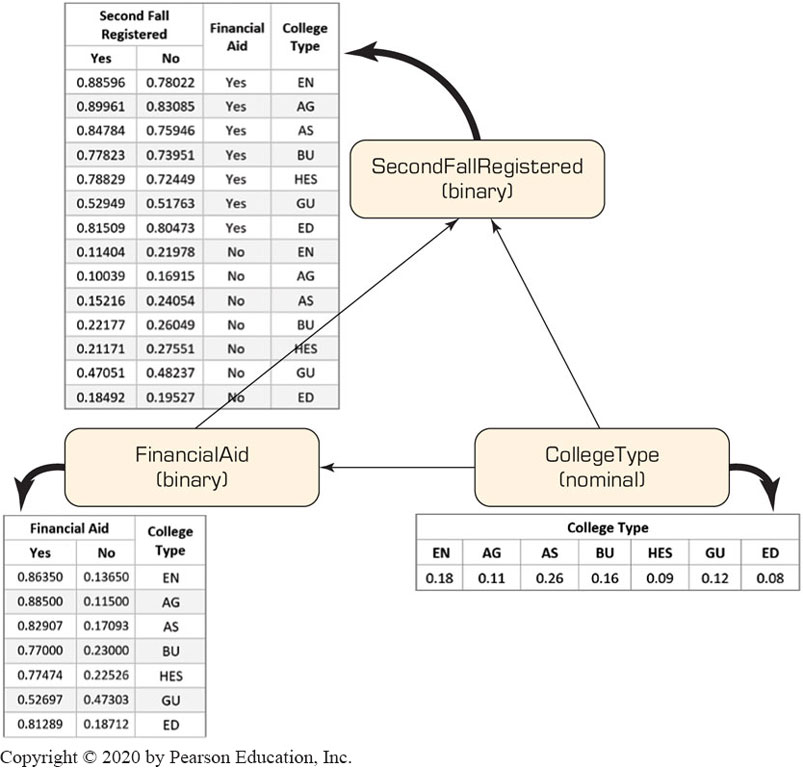 Second Fall Registered Financial Aid College Type
Yes No
0.88596 0.78022 Yes EN
0.89961 0.83085 Yes AG
0.84784 0.75946 Yes AS
0.77823 0.73951 Yes BU
0.78829 0.72449 Yes HES
0.52949 0.51763 Yes GU
0.81509 0.80473 Yes ED
0.11404 0.21978 No EN
0.10039 0.16915 No AG
0.15216 0.24054 No AS
0.22177 0.26049 No BU
0.21171 0.27551 No HES
0.47051 0.48237 No GU
0.18492 0.19527 No ED
SecondFallRegistered
(binary)
FinancialAid
(binary)
CollegeType
(nominal)
Financial Aid College Type
Yes No
0.86350 0.13650 EN
0.88500 0.11500 AG
0.82907 0.17093 AS
0.77000 0.23000 BU
0.77474 0.22526 HES
0.52697 0.47303 GU
0.81289 0.18712 ED
College Type
EN AG AS BU HES GU ED
0.18 0.11 0.26 0.16 0.09 0.12 0.08
Copyright © 2020 by Pearson Education, Inc.